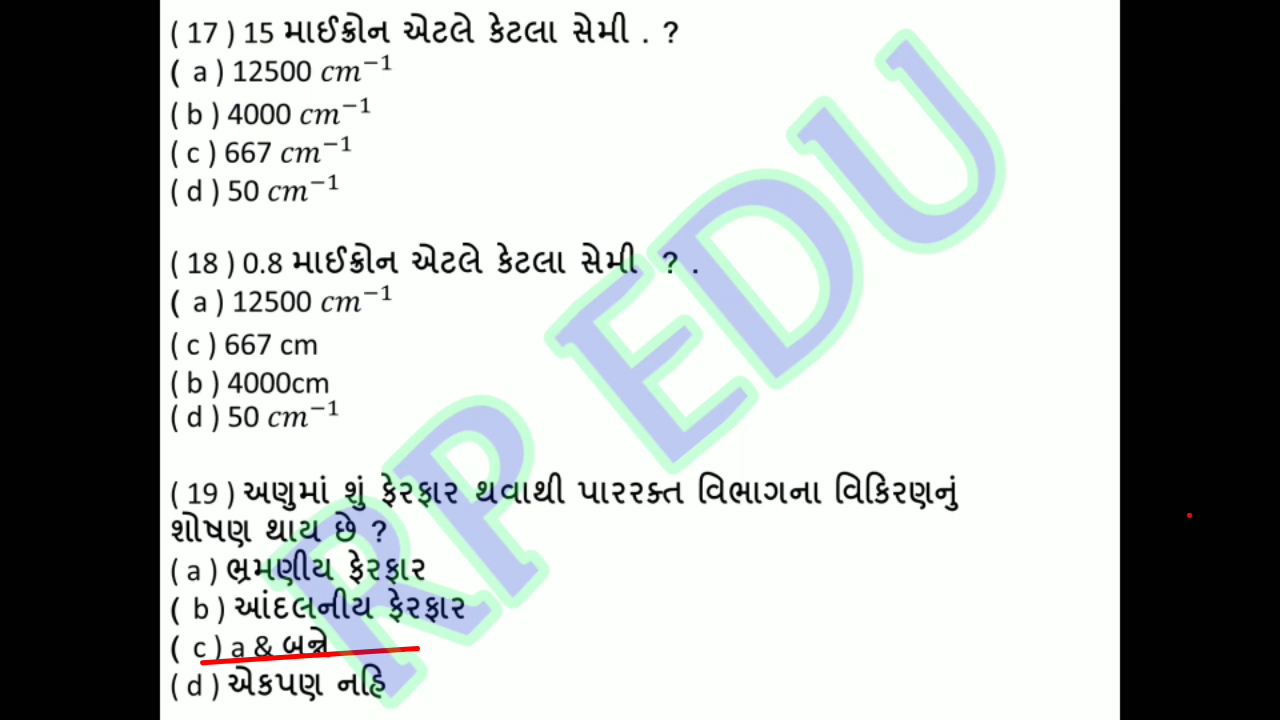 ( 17 ) 15 માઈક્રોન એટલે કેટલા સેમી . ?
( a ) 12500 cm⁻¹
( b ) 4000 cm⁻¹
( c ) 667 cm⁻¹
( d ) 50 cm⁻¹
( 18 ) 0.8 માઈક્રોન એટલે કેટલા સેમી ? .
( a ) 12500 cm⁻¹
( c ) 667 cm
( b ) 4000cm
( d ) 50 cm⁻¹
( 19 ) અણુમાં શું ફેરફાર થવાથી પારરક્ત વિભાગના વિકિરણનું
શોષણ થાય છે ?
( a ) ભ્રમણીય ફેરફાર
( b ) આંદલનીય ફેરફાર
( c ) a & બન્ને
( d ) એકપણ નહિ
RP EDU